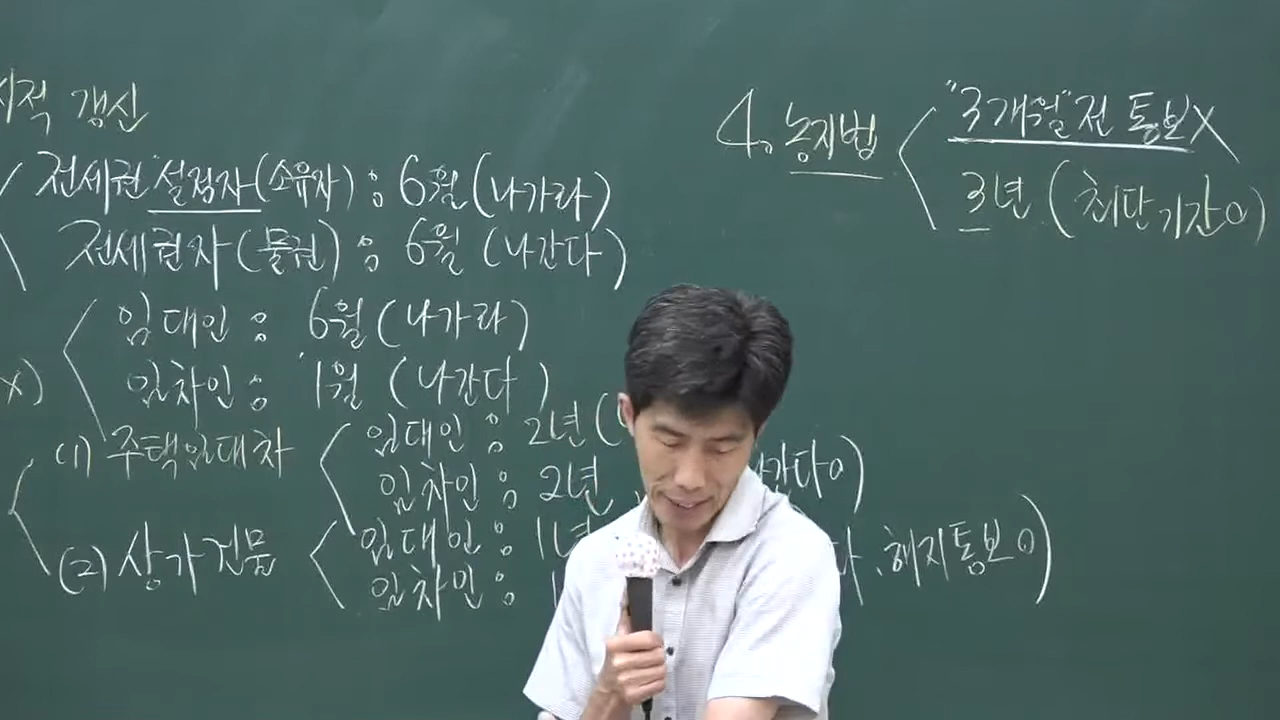 갱신
전세권 설정자(소유자) : 6월(나가라)
전세권자(물권) : 6월 (나간다)
임대인 : 6월(나가라)
x) 임차인 : 1월 (나간다)
(1) 주택임대차
임대인 : 2년(
임차인 : 2년 간다O)
(2) 상가건물
임대인 : 1년
임차인 : 해지통보O)
4. 농지법
"3개월"전 통보X
3년 (최단기간O)